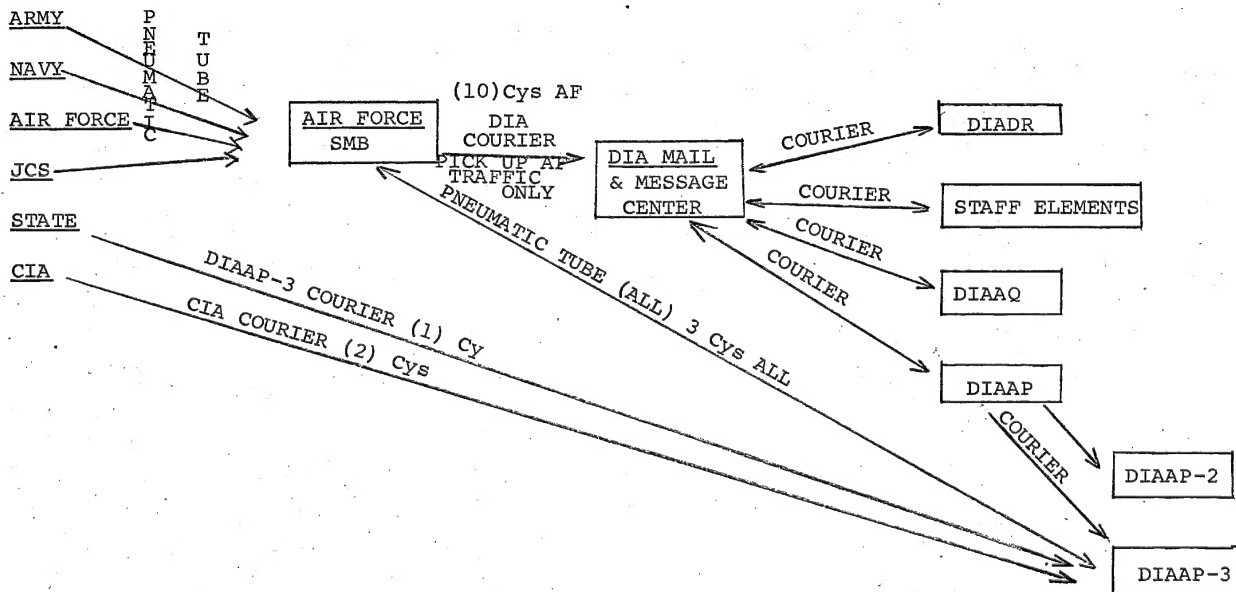 ARMY
NAVY
AIR FORCE
JCS
STATE
CIA
PNEUMATIC
TUBE
AIR FORCE
SMB
(10)Cys AF
DIA
COURIER
PICK UP AF
TRAFFIC
ONLY
DIA MAIL
& MESSAGE
CENTER
COURIER
DIADR
COURIER
STAFF ELEMENTS
COURIER
DIAAQ
COURIER
DIAAP
COURIER
DIAAP-2
DIAAP-3
PNEUMATIC TUBE (ALL) 3 Cys ALL
DIAAP-3 COURIER (1) Cy
CIA COURIER (2) Cys